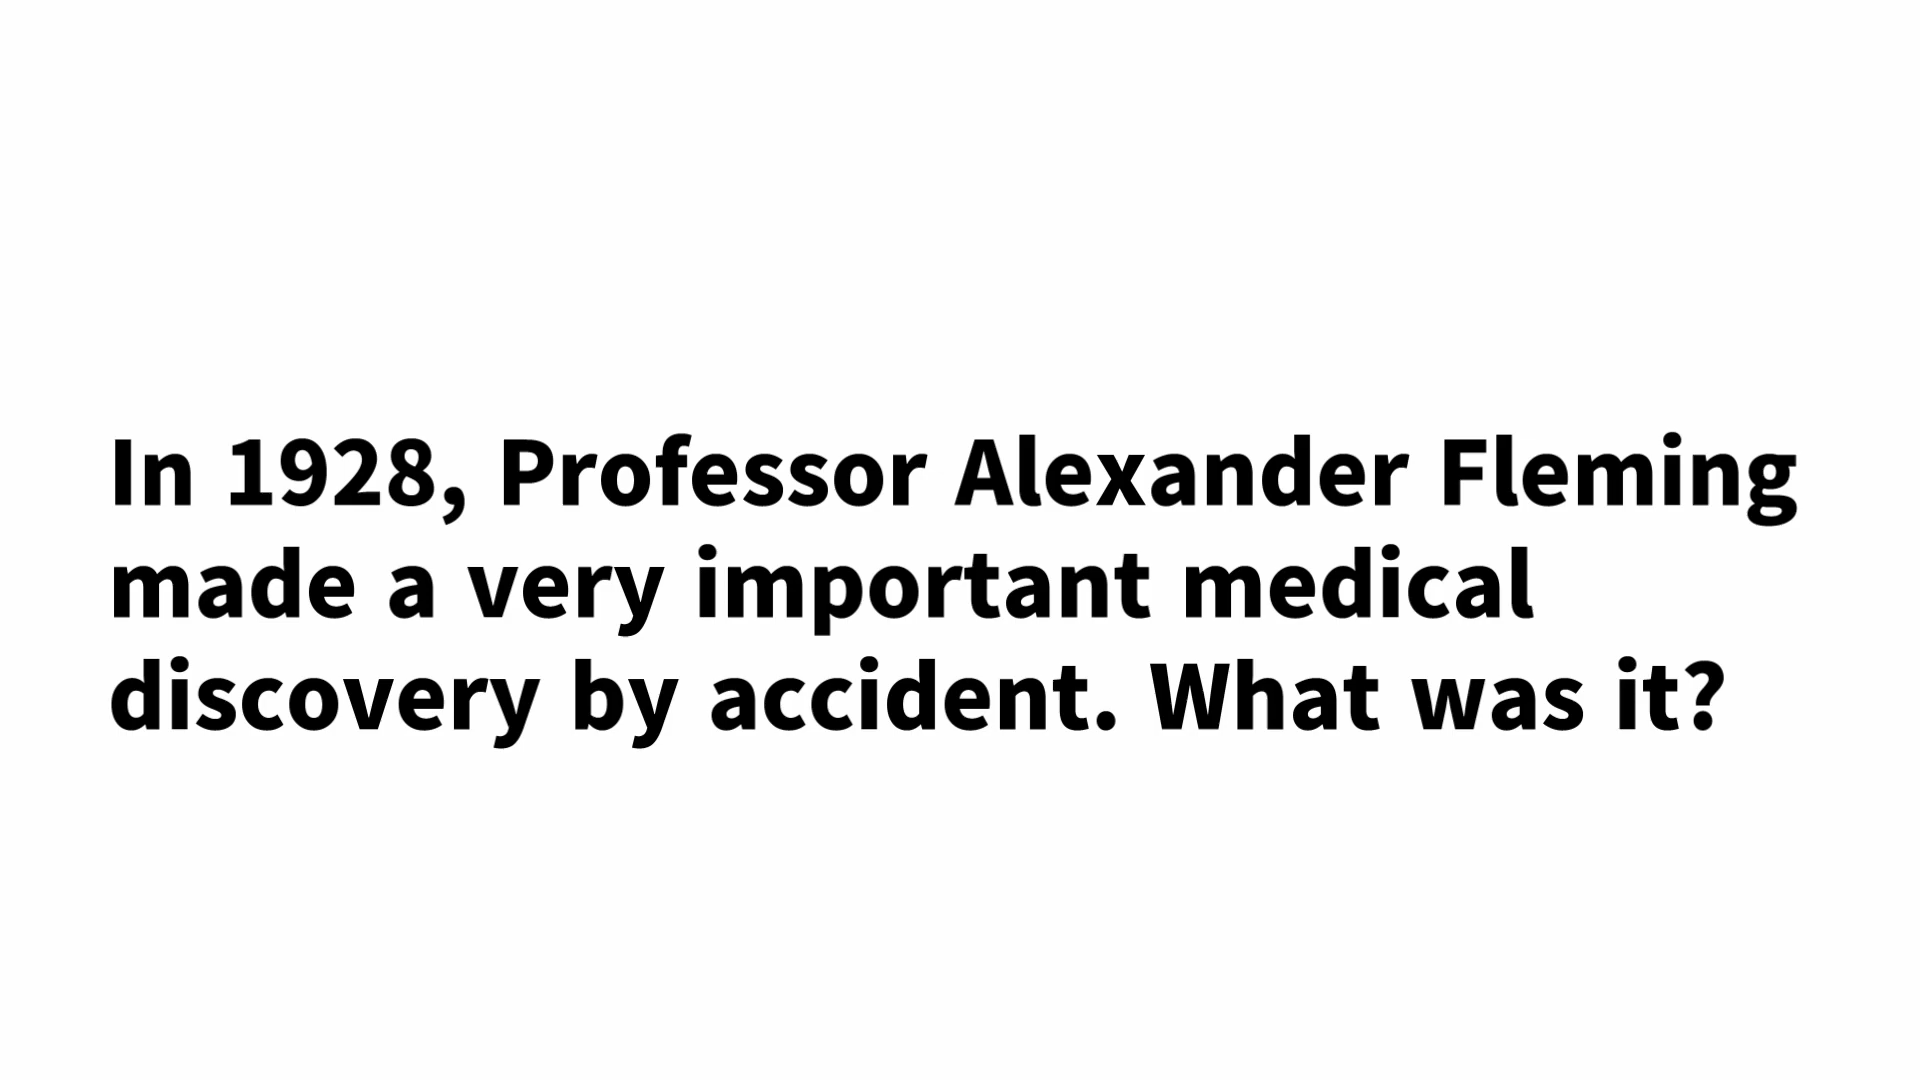 In 1928, Professor Alexander Fleming
made a very important medical
discovery by accident. What was it?